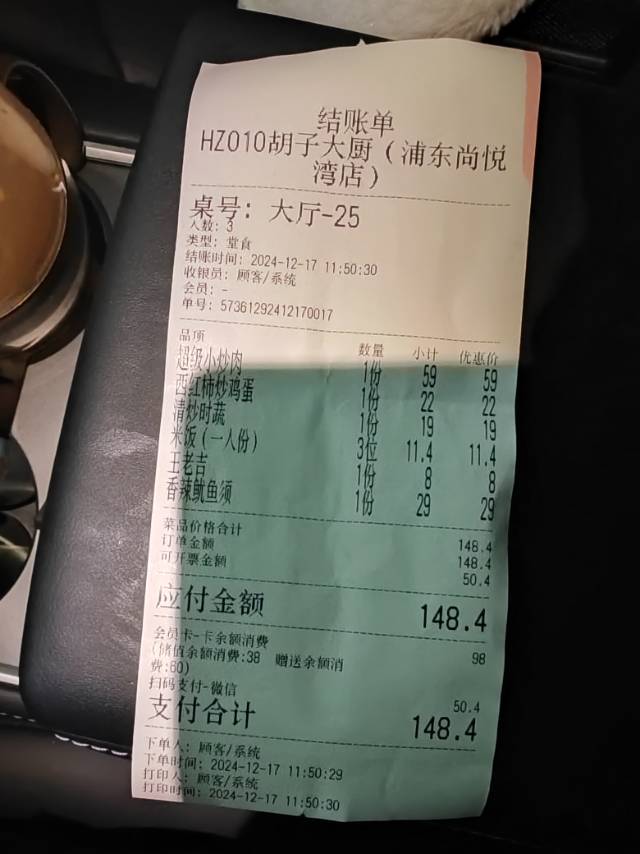 结账单
HZ010胡子大厨（浦东尚悦
湾店）
桌号: 大厅-25
人数: 3
类型: 堂食
结账时间: 2024-12-17 11:50:30
收银员: 顾客/系统
会员: -
单号: 57361292412170017
品项 数量 小计 优惠价
超级小炒肉 1份 59 59
西红柿炒鸡蛋 1份 22 22
清炒时蔬 1份 19 19
米饭（一人份） 3位 11.4 11.4
王老吉 1份 8 8
香辣鱿鱼须 1份 29 29
菜品价格合计 148.4
订单金额 148.4
可开票金额 50.4
应付金额 148.4
会员卡-卡余额消费 98
(储值余额消费:38 赠送余额消
费:60)
扫码支付-微信 50.4
支付合计 148.4
下单人: 顾客/系统
下单时间: 2024-12-17 11:50:29
打印人: 顾客/系统
打印时间: 2024-12-17 11:50:30